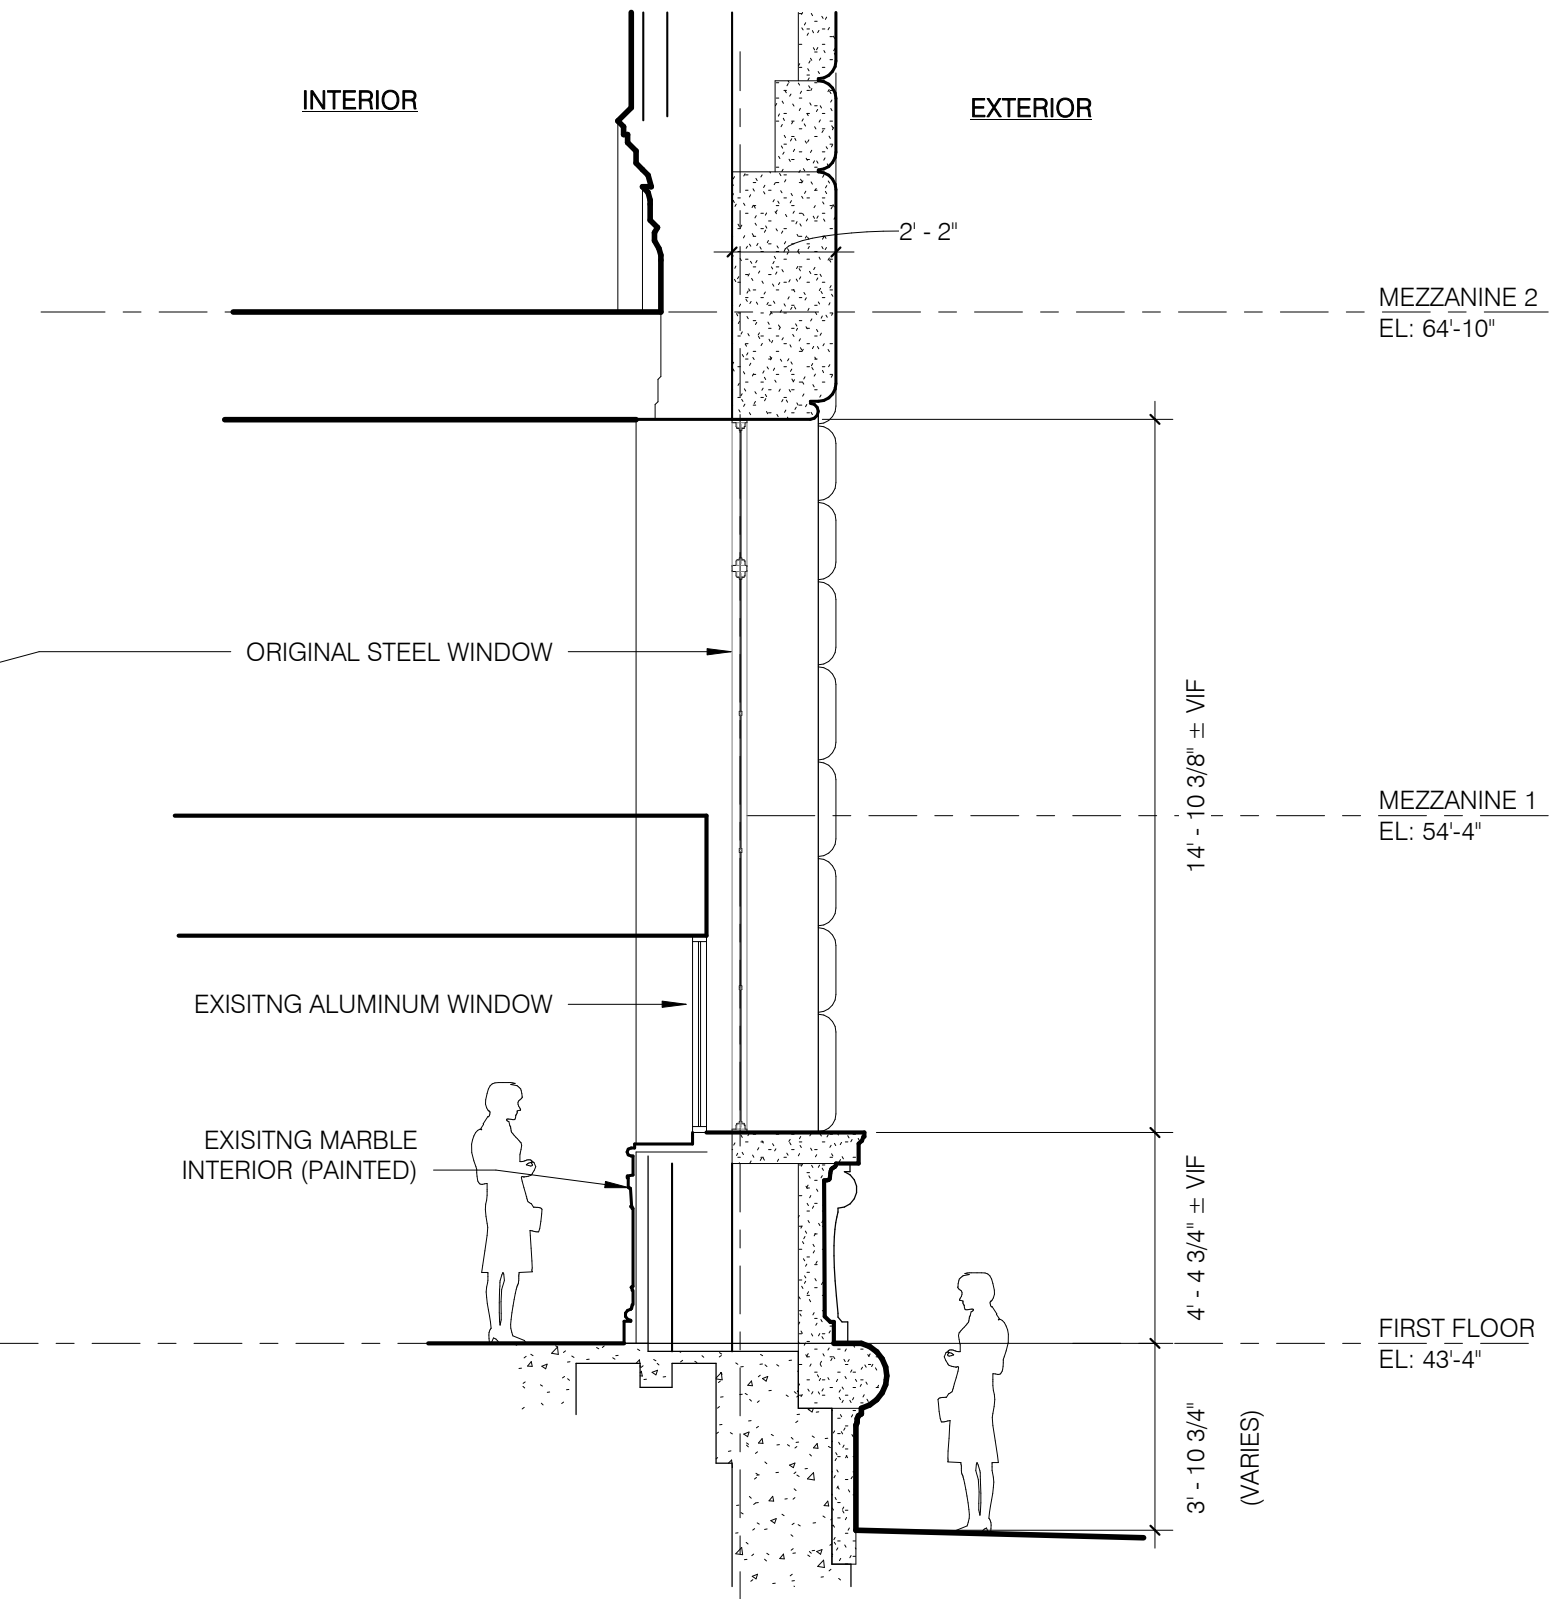 INTERIOR
EXTERIOR
2' - 2"
MEZZANINE 2
EL: 64'-10"
ORIGINAL STEEL WINDOW
14' - 10 3/8" ± VIF
MEZZANINE 1
EL: 54'-4"
EXISITNG ALUMINUM WINDOW
EXISITNG MARBLE
INTERIOR (PAINTED)
4' - 4 3/4" ± VIF
FIRST FLOOR
EL: 43'-4"
3' - 10 3/4"
(VARIES)